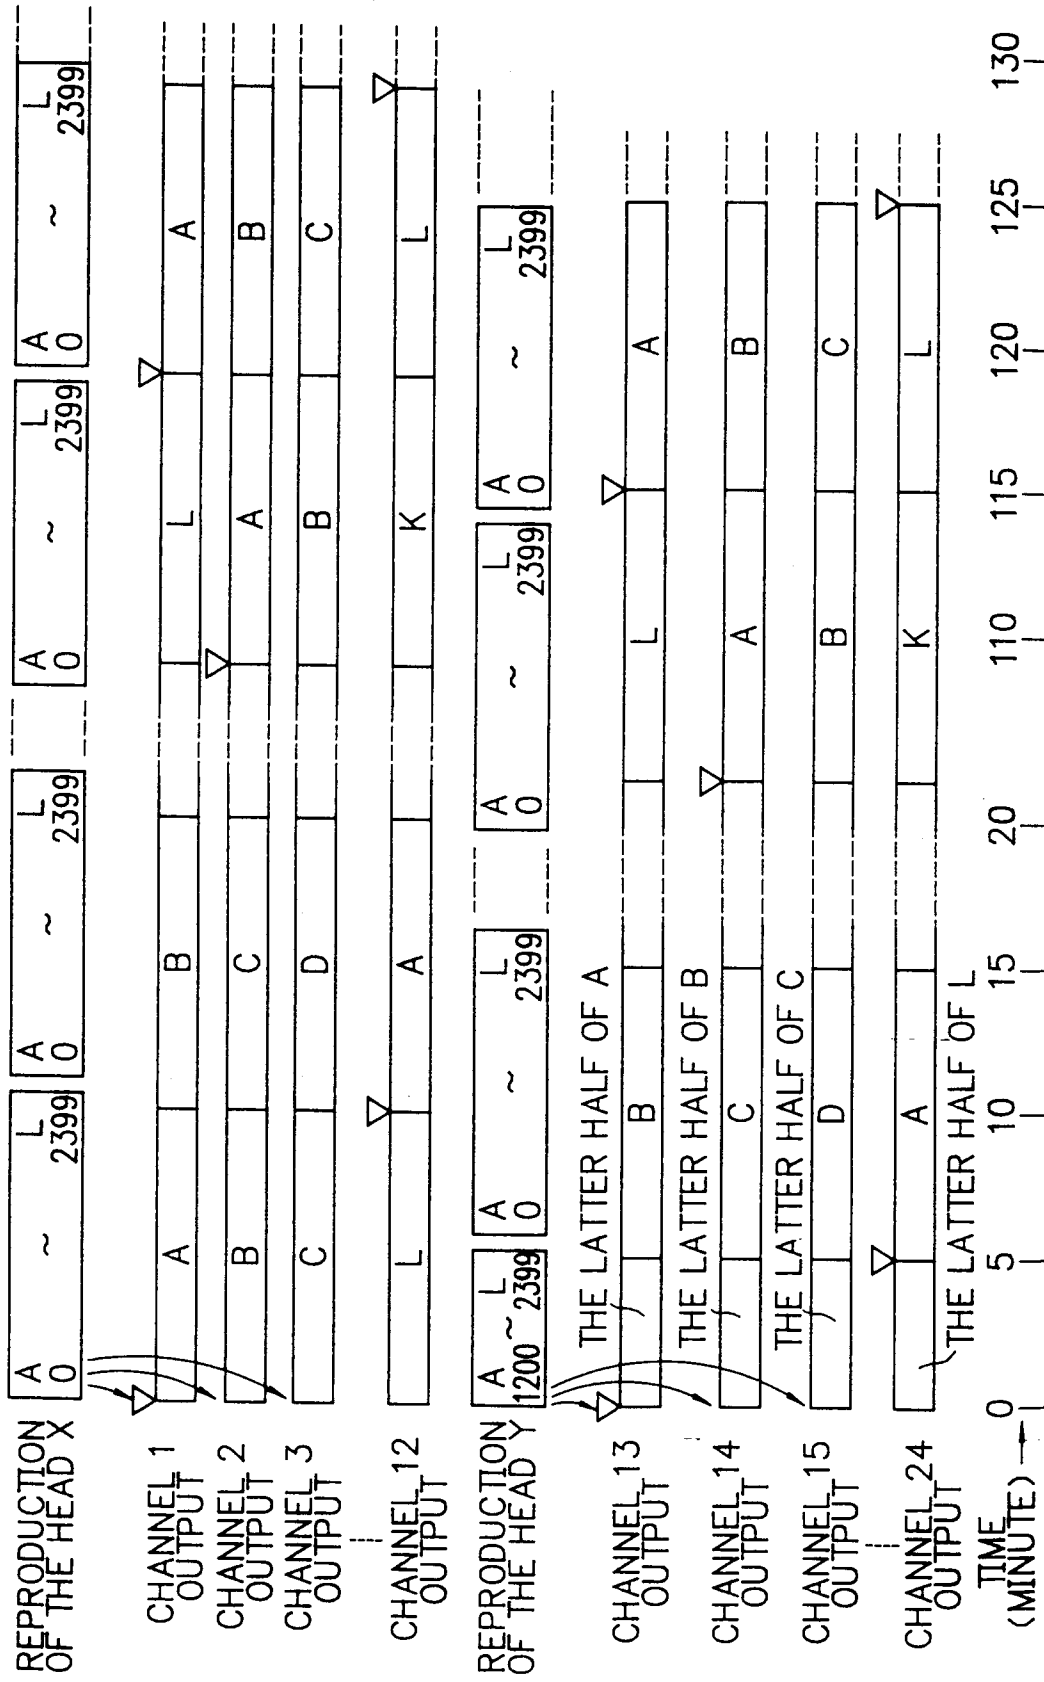 REPRODUCTION
OF THE HEAD X
A L A L A L A L
0 ~ 2399 0 ~ 2399 0 ~ 2399 0 ~ 2399
CHANNEL 1
OUTPUT
A B L A
CHANNEL 2
OUTPUT
B C A B
CHANNEL 3
OUTPUT
C D B C
CHANNEL 12
OUTPUT
L A K L
REPRODUCTION
OF THE HEAD Y
A L A L A L A L
1200 ~ 2399 0 ~ 2399 0 ~ 2399 0 ~ 2399
THE LATTER HALF OF A
CHANNEL 13
OUTPUT
B L A
THE LATTER HALF OF B
CHANNEL 14
OUTPUT
C A B
THE LATTER HALF OF C
CHANNEL 15
OUTPUT
D B C
CHANNEL 24
OUTPUT
A K L
THE LATTER HALF OF L
TIME
(MINUTE)
0 5 10 15 20 110 115 120 125 130